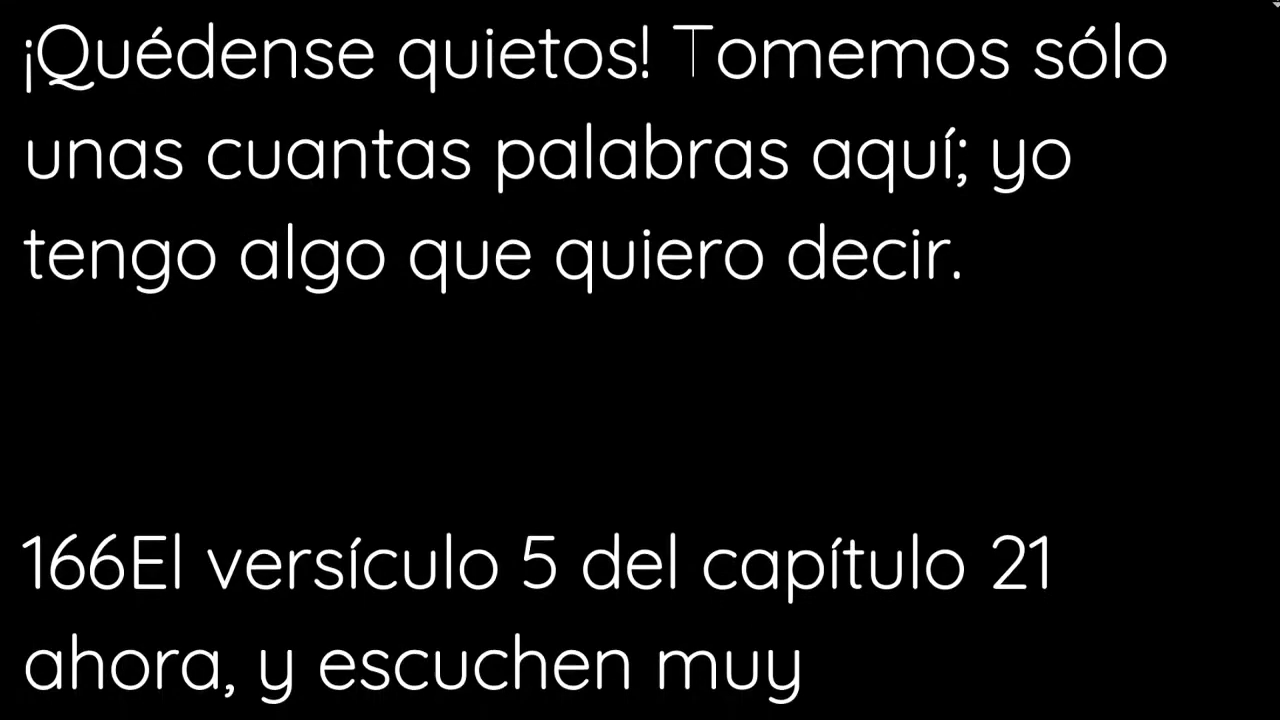 ¡Quédense quietos! Tomemos sólo
unas cuantas palabras aquí; yo
tengo algo que quiero decir.
166El versículo 5 del capítulo 21
ahora, y escuchen muy